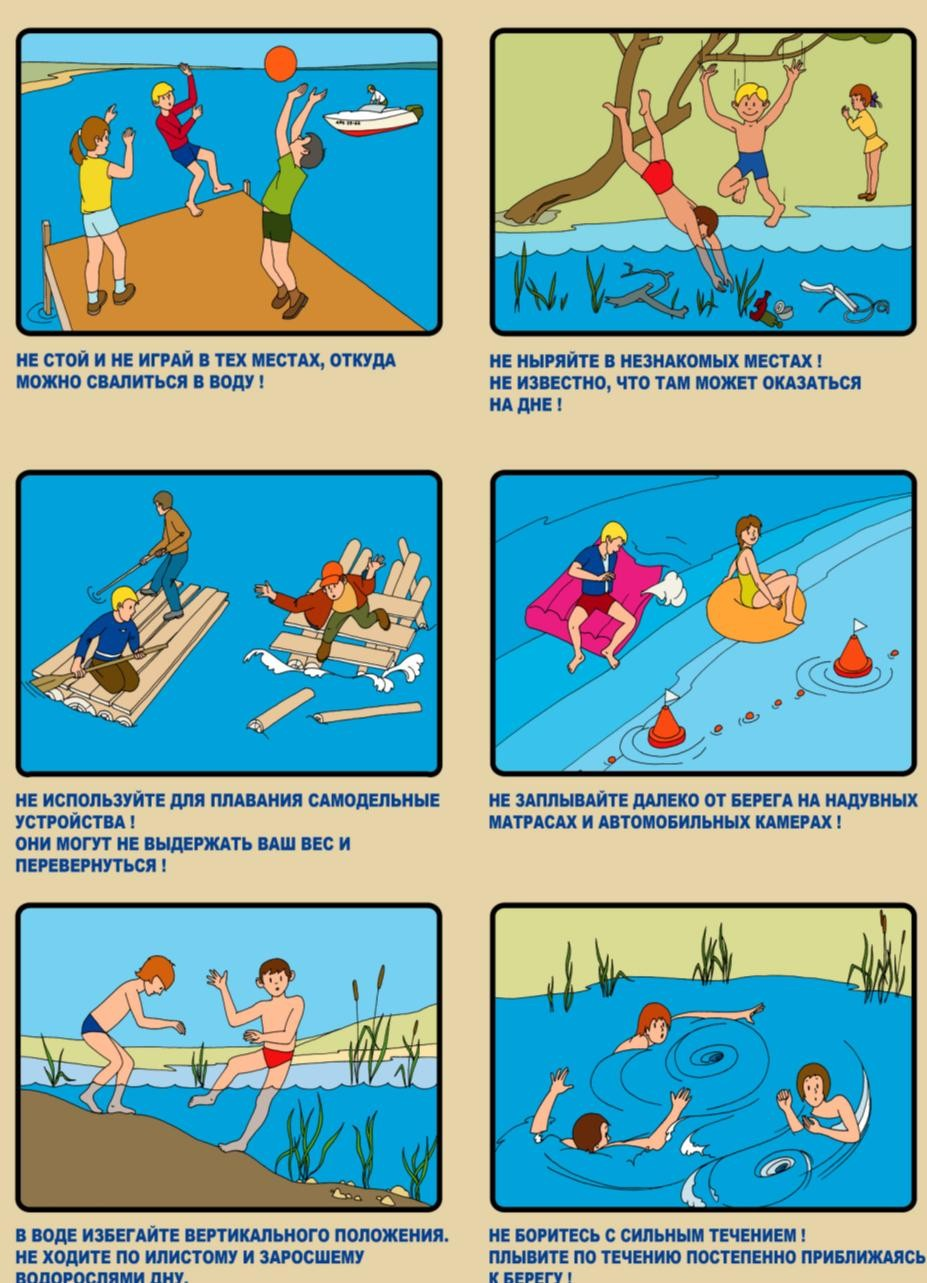 НЕ СТОЙ И НЕ ИГРАЙ В ТЕХ МЕСТАХ, ОТКУДА
МОЖНО СВАЛИТЬСЯ В ВОДУ !
НЕ НЫРЯЙТЕ В НЕЗНАКОМЫХ МЕСТАХ !
НЕ ИЗВЕСТНО, ЧТО ТАМ МОЖЕТ ОКАЗАТЬСЯ
НА ДНЕ !
НЕ ИСПОЛЬЗУЙТЕ ДЛЯ ПЛАВАНИЯ САМОДЕЛЬНЫЕ
УСТРОЙСТВА !
ОНИ МОГУТ НЕ ВЫДЕРЖАТЬ ВАШ ВЕС И
ПЕРЕВЕРНУТЬСЯ !
НЕ ЗАПЛЫВАЙТЕ ДАЛЕКО ОТ БЕРЕГА НА НАДУВНЫХ
МАТРАСАХ И АВТОМОБИЛЬНЫХ КАМЕРАХ !
В ВОДЕ ИЗБЕГАЙТЕ ВЕРТИКАЛЬНОГО ПОЛОЖЕНИЯ.
НЕ ХОДИТЕ ПО ИЛИСТОМУ И ЗАРОСШЕМУ
ВОДОРОСЛЯМИ ДНУ.
НЕ БОРИТЕСЬ С СИЛЬНЫМ ТЕЧЕНИЕМ !
ПЛЫВИТЕ ПО ТЕЧЕНИЮ ПОСТЕПЕННО ПРИБЛИЖАЯСЬ
К БЕРЕГУ !